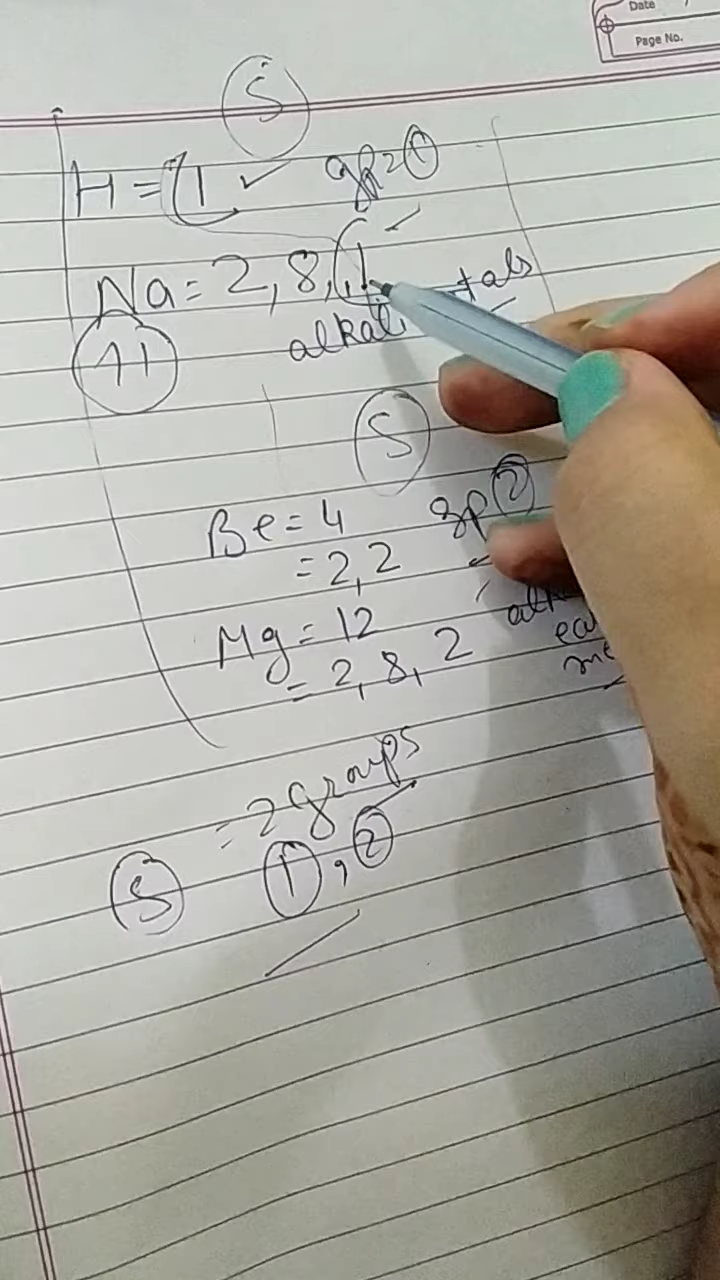 Date
Page No.
S
H = 1 gp = 1
Na = 2, 8, 1
11 alkali
S
Be = 4 gp 2
= 2, 2
Mg = 12
= 2, 8, 2
= 2 groups
S 1, 2